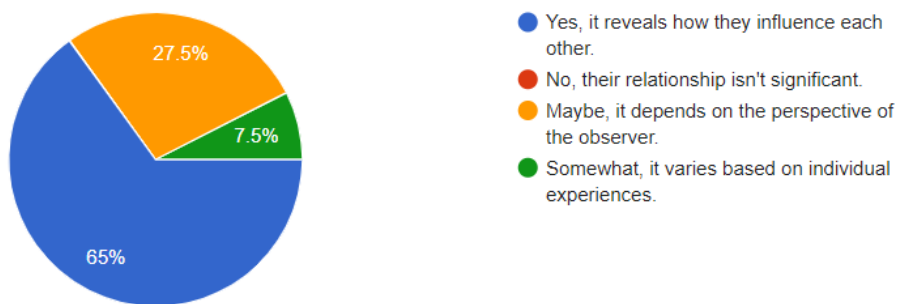 27.5%
7.5%
65%
Yes, it reveals how they influence each
other.
No, their relationship isn't significant.
Maybe, it depends on the perspective of
the observer.
Somewhat, it varies based on individual
experiences.